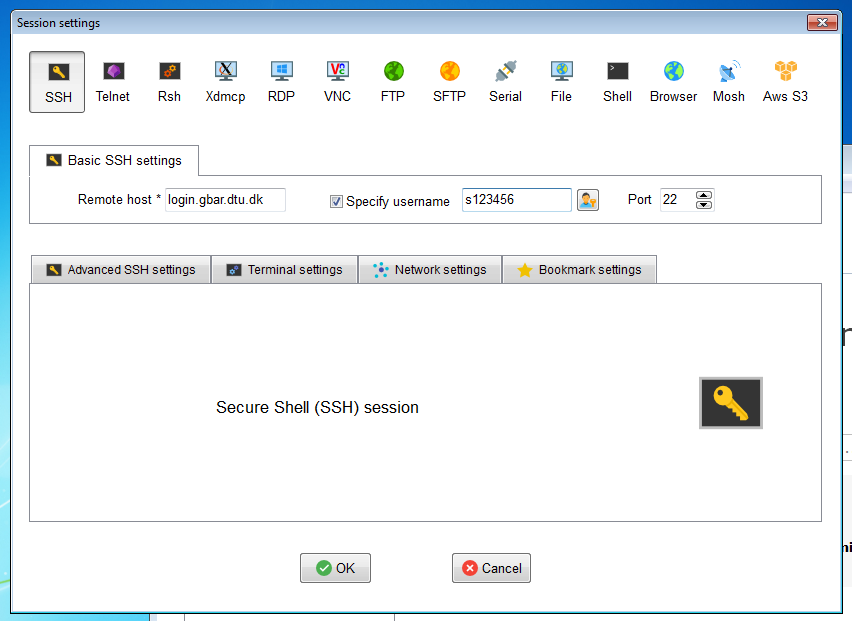 Session settings
SSH Telnet Rsh Xdmcp RDP VNC FTP SFTP Serial File Shell Browser Mosh Aws S3
Basic SSH settings
Remote host * login.gbar.dtu.dk Specify username s123456 Port 22
Advanced SSH settings Terminal settings Network settings Bookmark settings
Secure Shell (SSH) session
OK Cancel